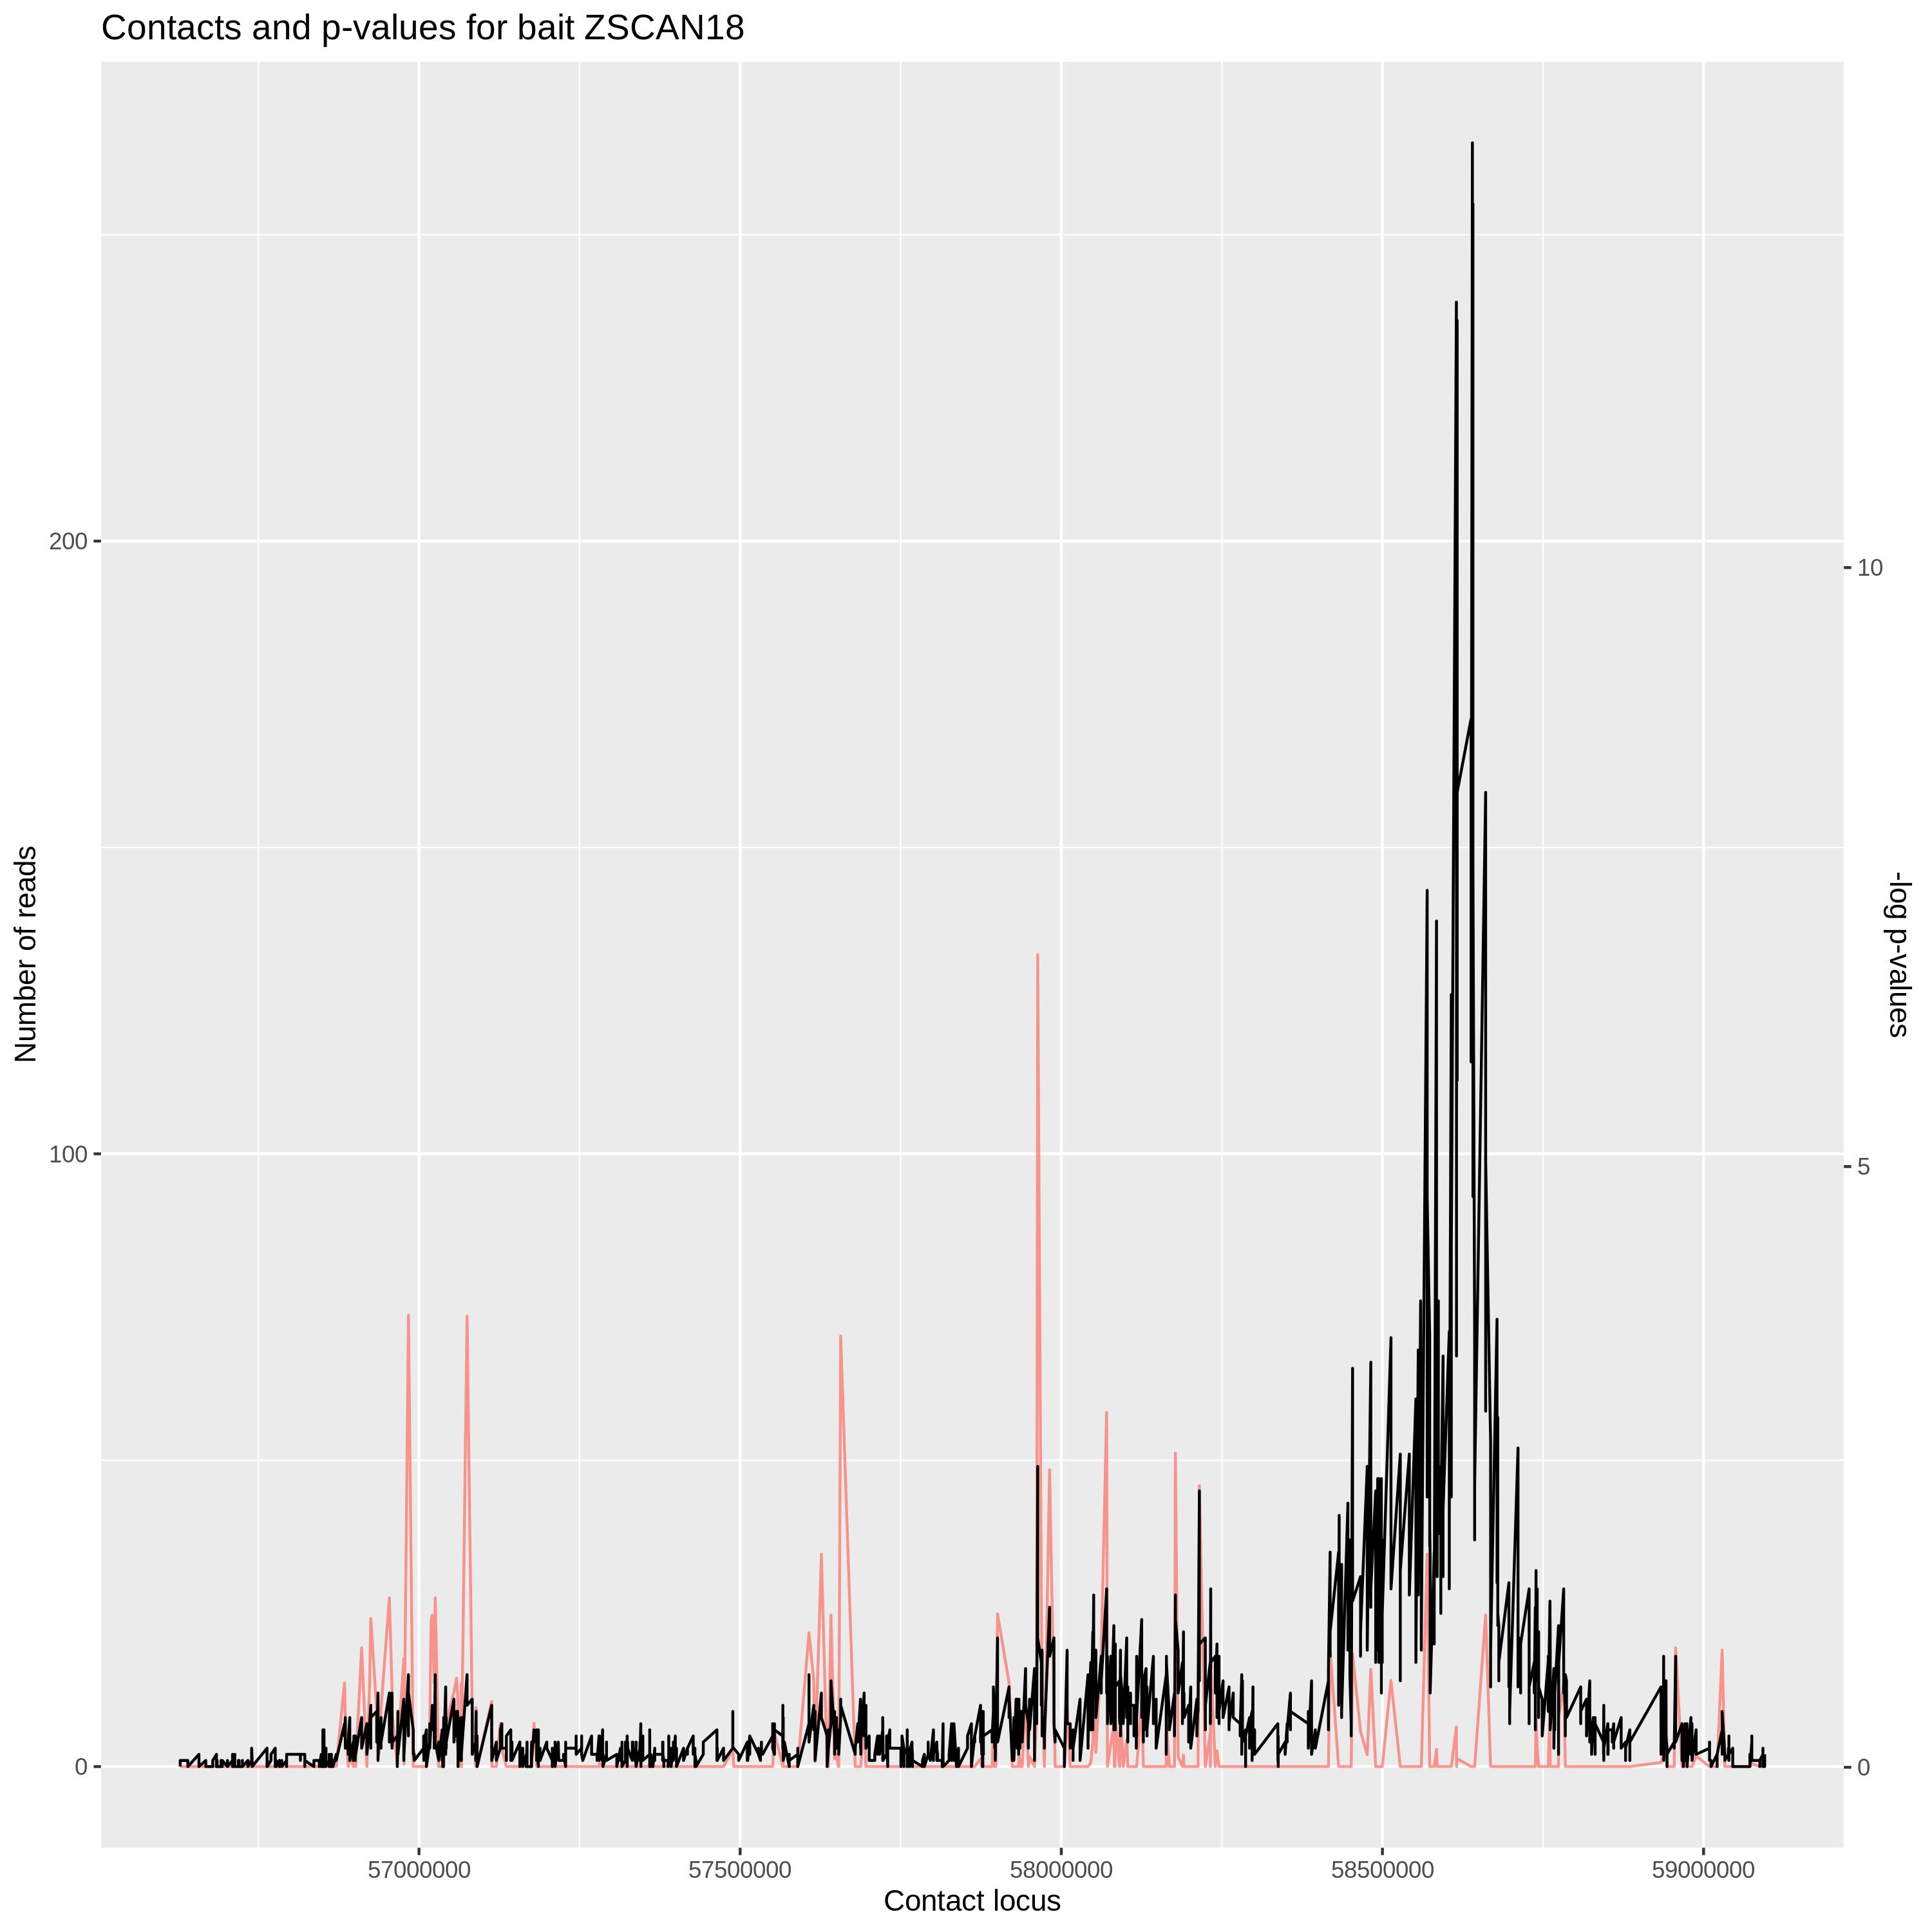 Contacts and p-values for bait ZSCAN18
Number of reads
200
100
0
10
5
0
-log p-values
57000000
57500000
58000000
58500000
59000000
Contact locus